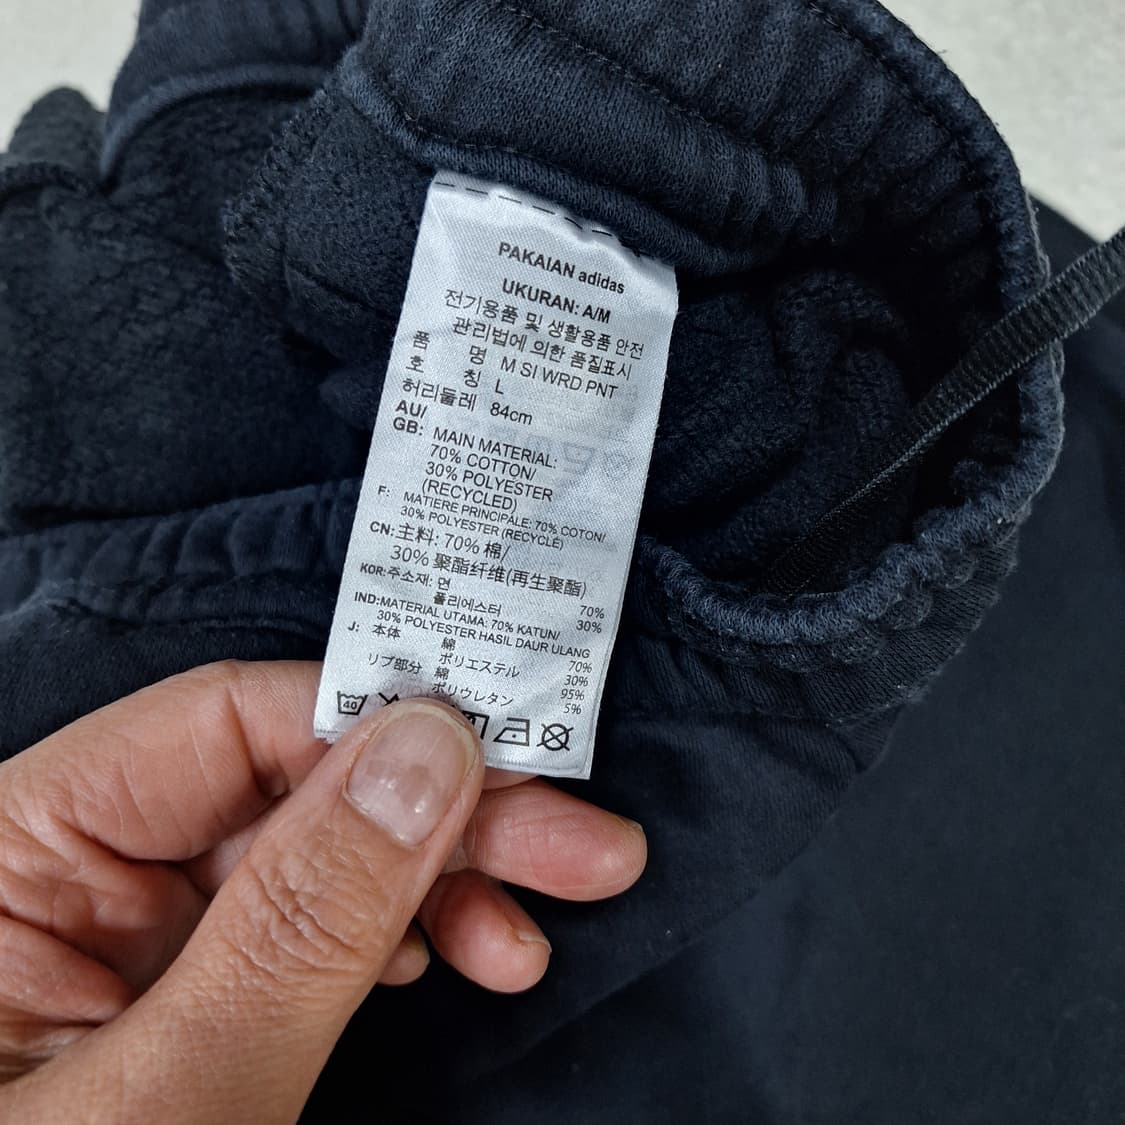 PAKAIAN adidas
UKURAN: A/M
전기용품 및 생활용품 안전
관리법에 의한 품질표시
품 명 M SI WRD PNT
호 칭 L
허리둘레 84cm
AU/
GB: MAIN MATERIAL:
70% COTTON/
30% POLYESTER
(RECYCLED)
F: MATIÈRE PRINCIPALE: 70% COTON/
30% POLYESTER (RECYCLÉ)
CN: 主料: 70% 棉/
30% 聚酯纤维(再生聚酯)
KOR: 주소재: 면 70%
폴리에스터 30%
IND: MATERIAL UTAMA: 70% KATUN/
30% POLYESTER HASIL DAUR ULANG
J: 本体 綿 70%
ポリエステル 30%
リブ部分 綿 95%
ポリウレタン 5%
40